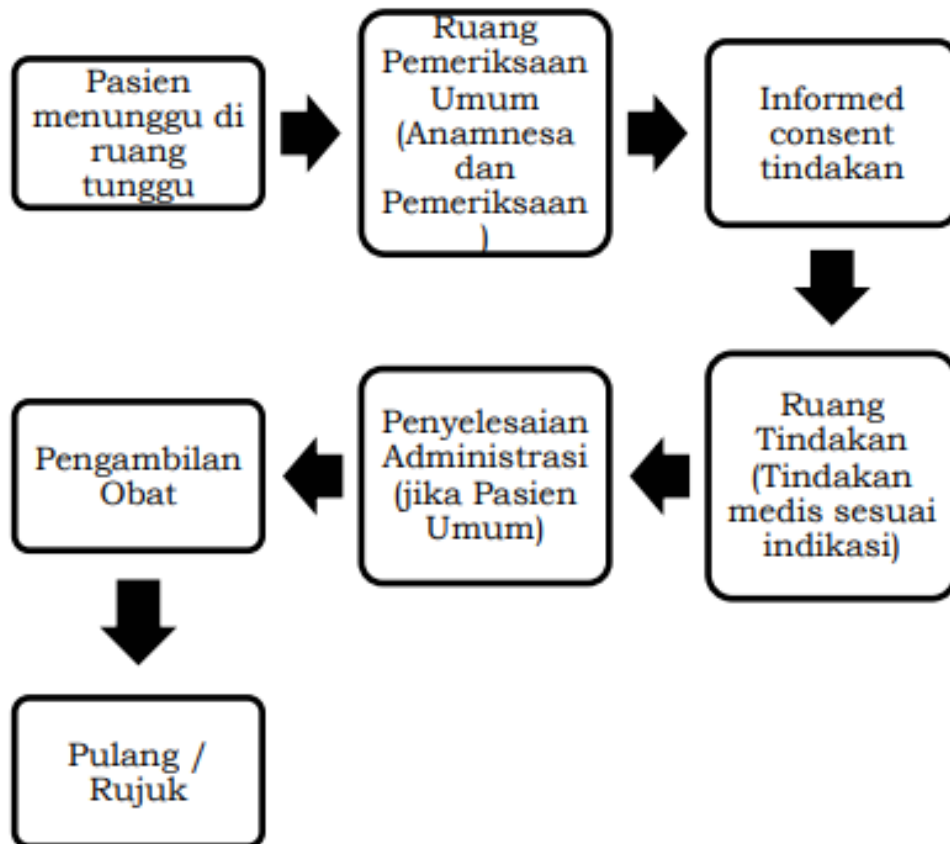 Pasien
menunggu di
ruang
tunggu
Ruang
Pemeriksaan
Umum
(Anamnesa
dan
Pemeriksaan
)
Informed
consent
tindakan
Ruang
Tindakan
(Tindakan
medis sesuai
indikasi)
Penyelesaian
Administrasi
(jika Pasien
Umum)
Pengambilan
Obat
Pulang /
Rujuk